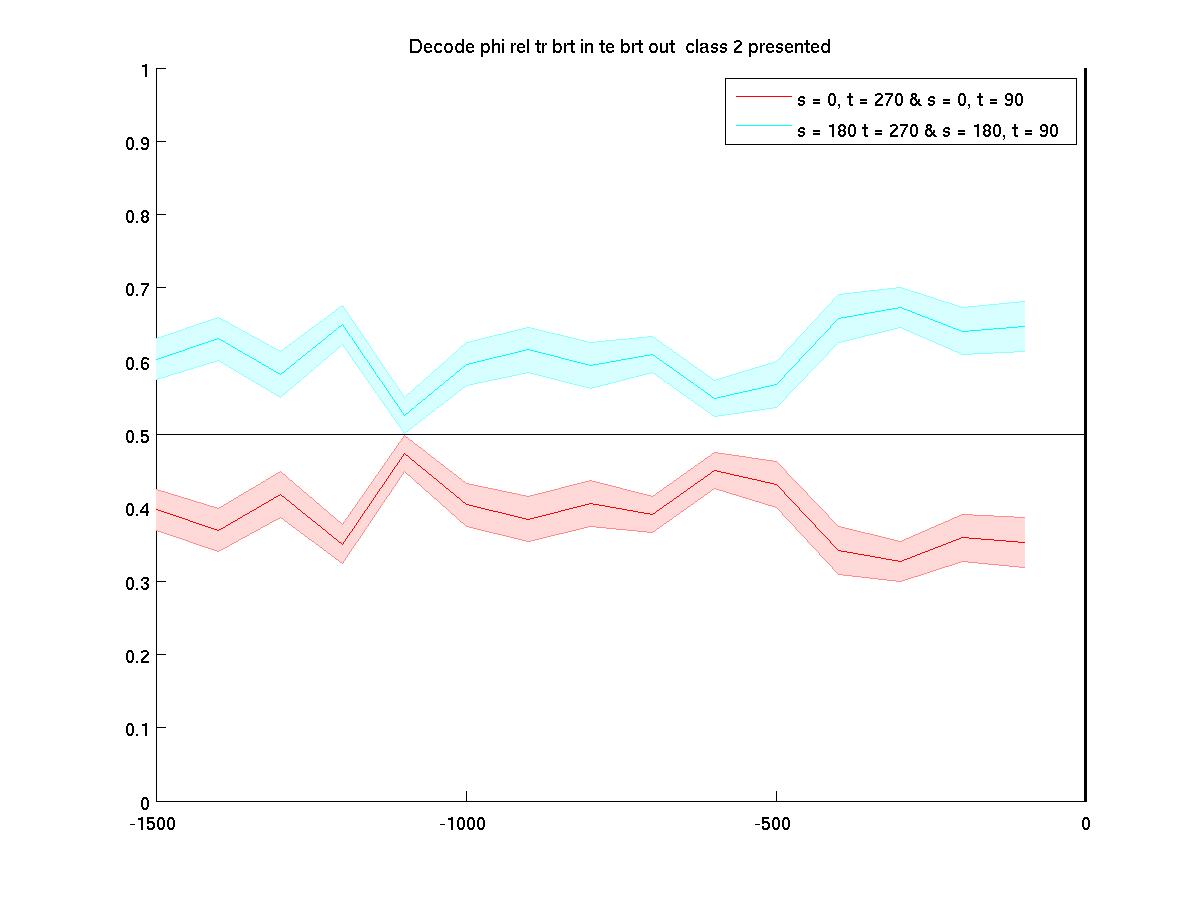 Decode phi rel tr brt in te brt out  class 2 presented
s = 0, t = 270 & s = 0, t = 90
s = 180 t = 270 & s = 180, t = 90
1
0.9
0.8
0.7
0.6
0.5
0.4
0.3
0.2
0.1
0
-1500 -1000 -500 0